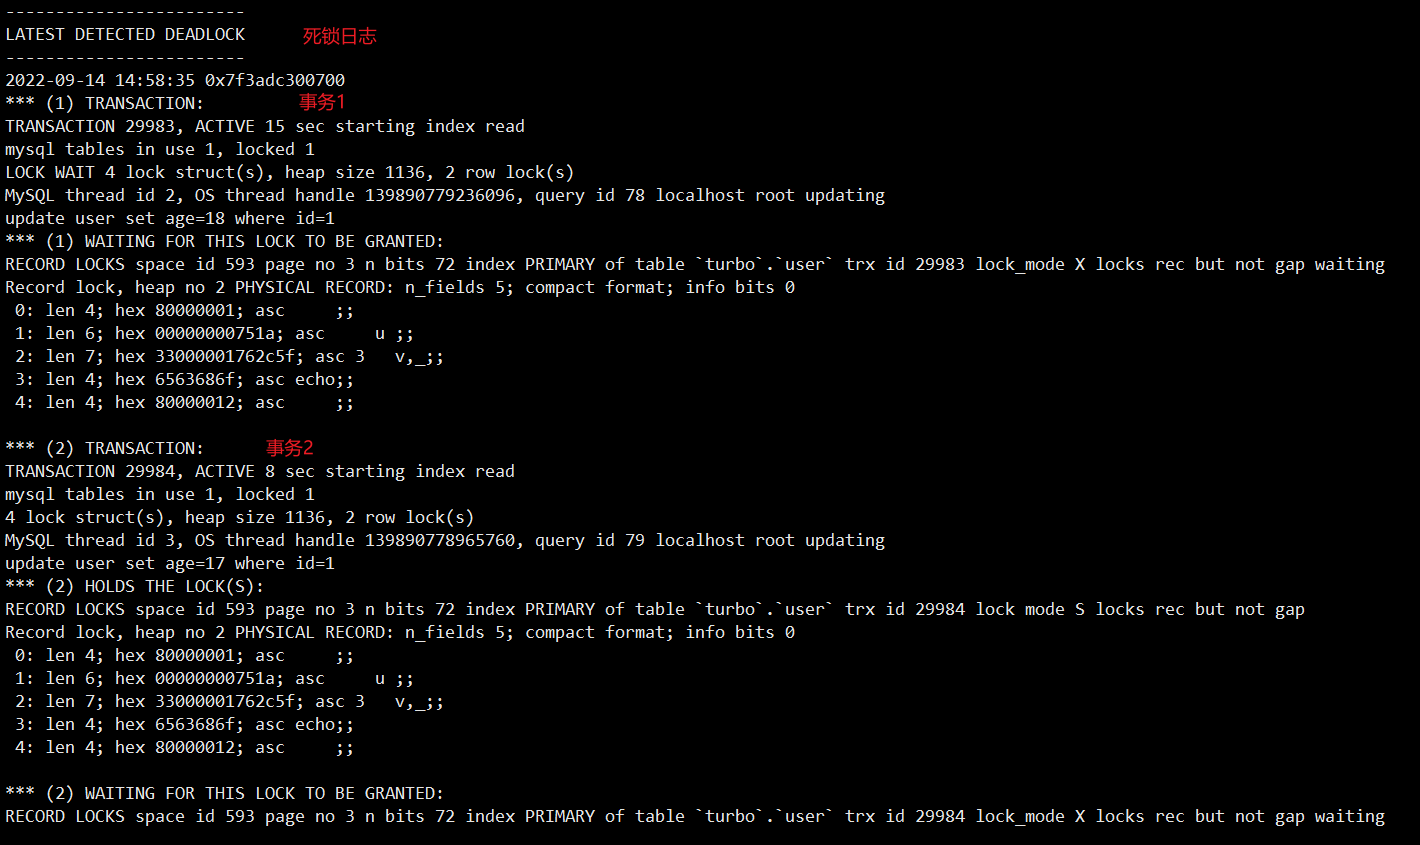 ------------------------
LATEST DETECTED DEADLOCK 死锁日志
------------------------
2022-09-14 14:58:35 0x7f3adc300700
*** (1) TRANSACTION: 事务1
TRANSACTION 29983, ACTIVE 15 sec starting index read
mysql tables in use 1, locked 1
LOCK WAIT 4 lock struct(s), heap size 1136, 2 row lock(s)
MySQL thread id 2, OS thread handle 139890779236096, query id 78 localhost root updating
update user set age=18 where id=1
*** (1) WAITING FOR THIS LOCK TO BE GRANTED:
RECORD LOCKS space id 593 page no 3 n bits 72 index PRIMARY of table `turbo`.`user` trx id 29983 lock_mode X locks rec but not gap waiting
Record lock, heap no 2 PHYSICAL RECORD: n_fields 5; compact format; info bits 0
 0: len 4; hex 80000001; asc     ;;
 1: len 6; hex 00000000751a; asc     u ;;
 2: len 7; hex 33000001762c5f; asc 3   v,_;;
 3: len 4; hex 6563686f; asc echo;;
 4: len 4; hex 80000012; asc     ;;

*** (2) TRANSACTION: 事务2
TRANSACTION 29984, ACTIVE 8 sec starting index read
mysql tables in use 1, locked 1
4 lock struct(s), heap size 1136, 2 row lock(s)
MySQL thread id 3, OS thread handle 139890778965760, query id 79 localhost root updating
update user set age=17 where id=1
*** (2) HOLDS THE LOCK(S):
RECORD LOCKS space id 593 page no 3 n bits 72 index PRIMARY of table `turbo`.`user` trx id 29984 lock mode S locks rec but not gap
Record lock, heap no 2 PHYSICAL RECORD: n_fields 5; compact format; info bits 0
 0: len 4; hex 80000001; asc     ;;
 1: len 6; hex 00000000751a; asc     u ;;
 2: len 7; hex 33000001762c5f; asc 3   v,_;;
 3: len 4; hex 6563686f; asc echo;;
 4: len 4; hex 80000012; asc     ;;

*** (2) WAITING FOR THIS LOCK TO BE GRANTED:
RECORD LOCKS space id 593 page no 3 n bits 72 index PRIMARY of table `turbo`.`user` trx id 29984 lock_mode X locks rec but not gap waiting